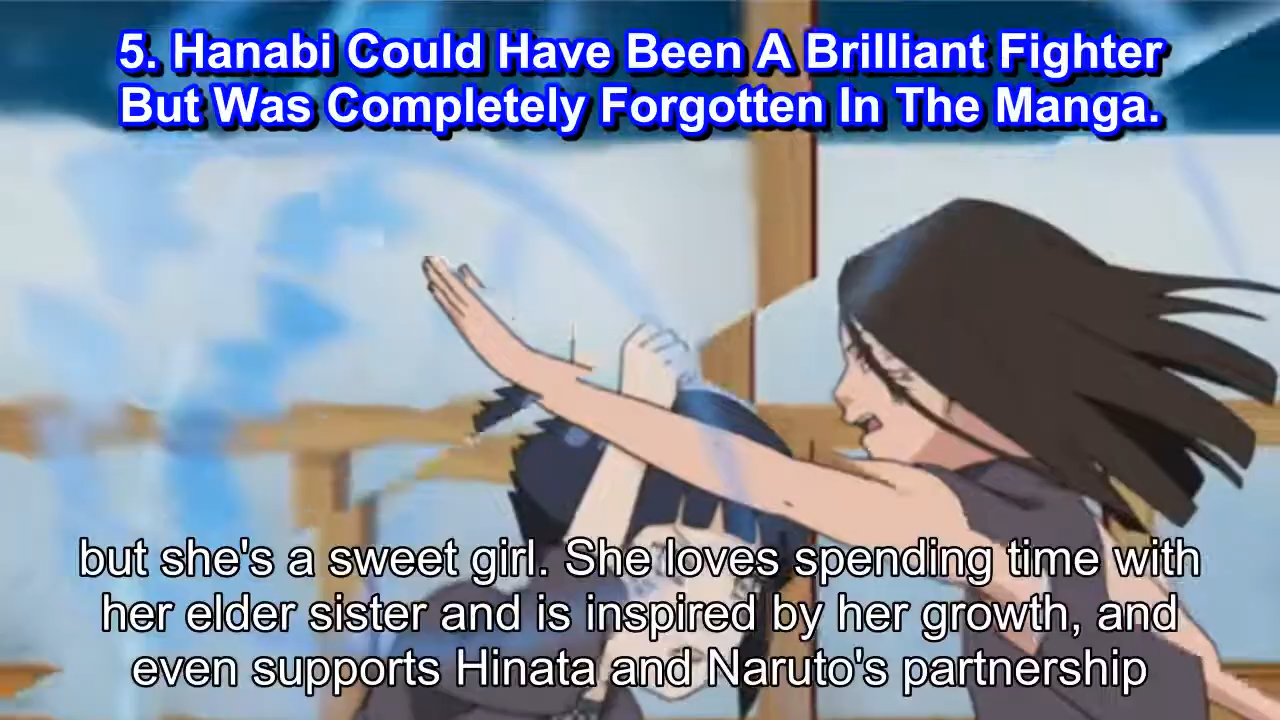 5. Hanabi Could Have Been A Brilliant Fighter
But Was Completely Forgotten In The Manga.
but she's a sweet girl. She loves spending time with
her elder sister and is inspired by her growth, and
even supports Hinata and Naruto's partnership